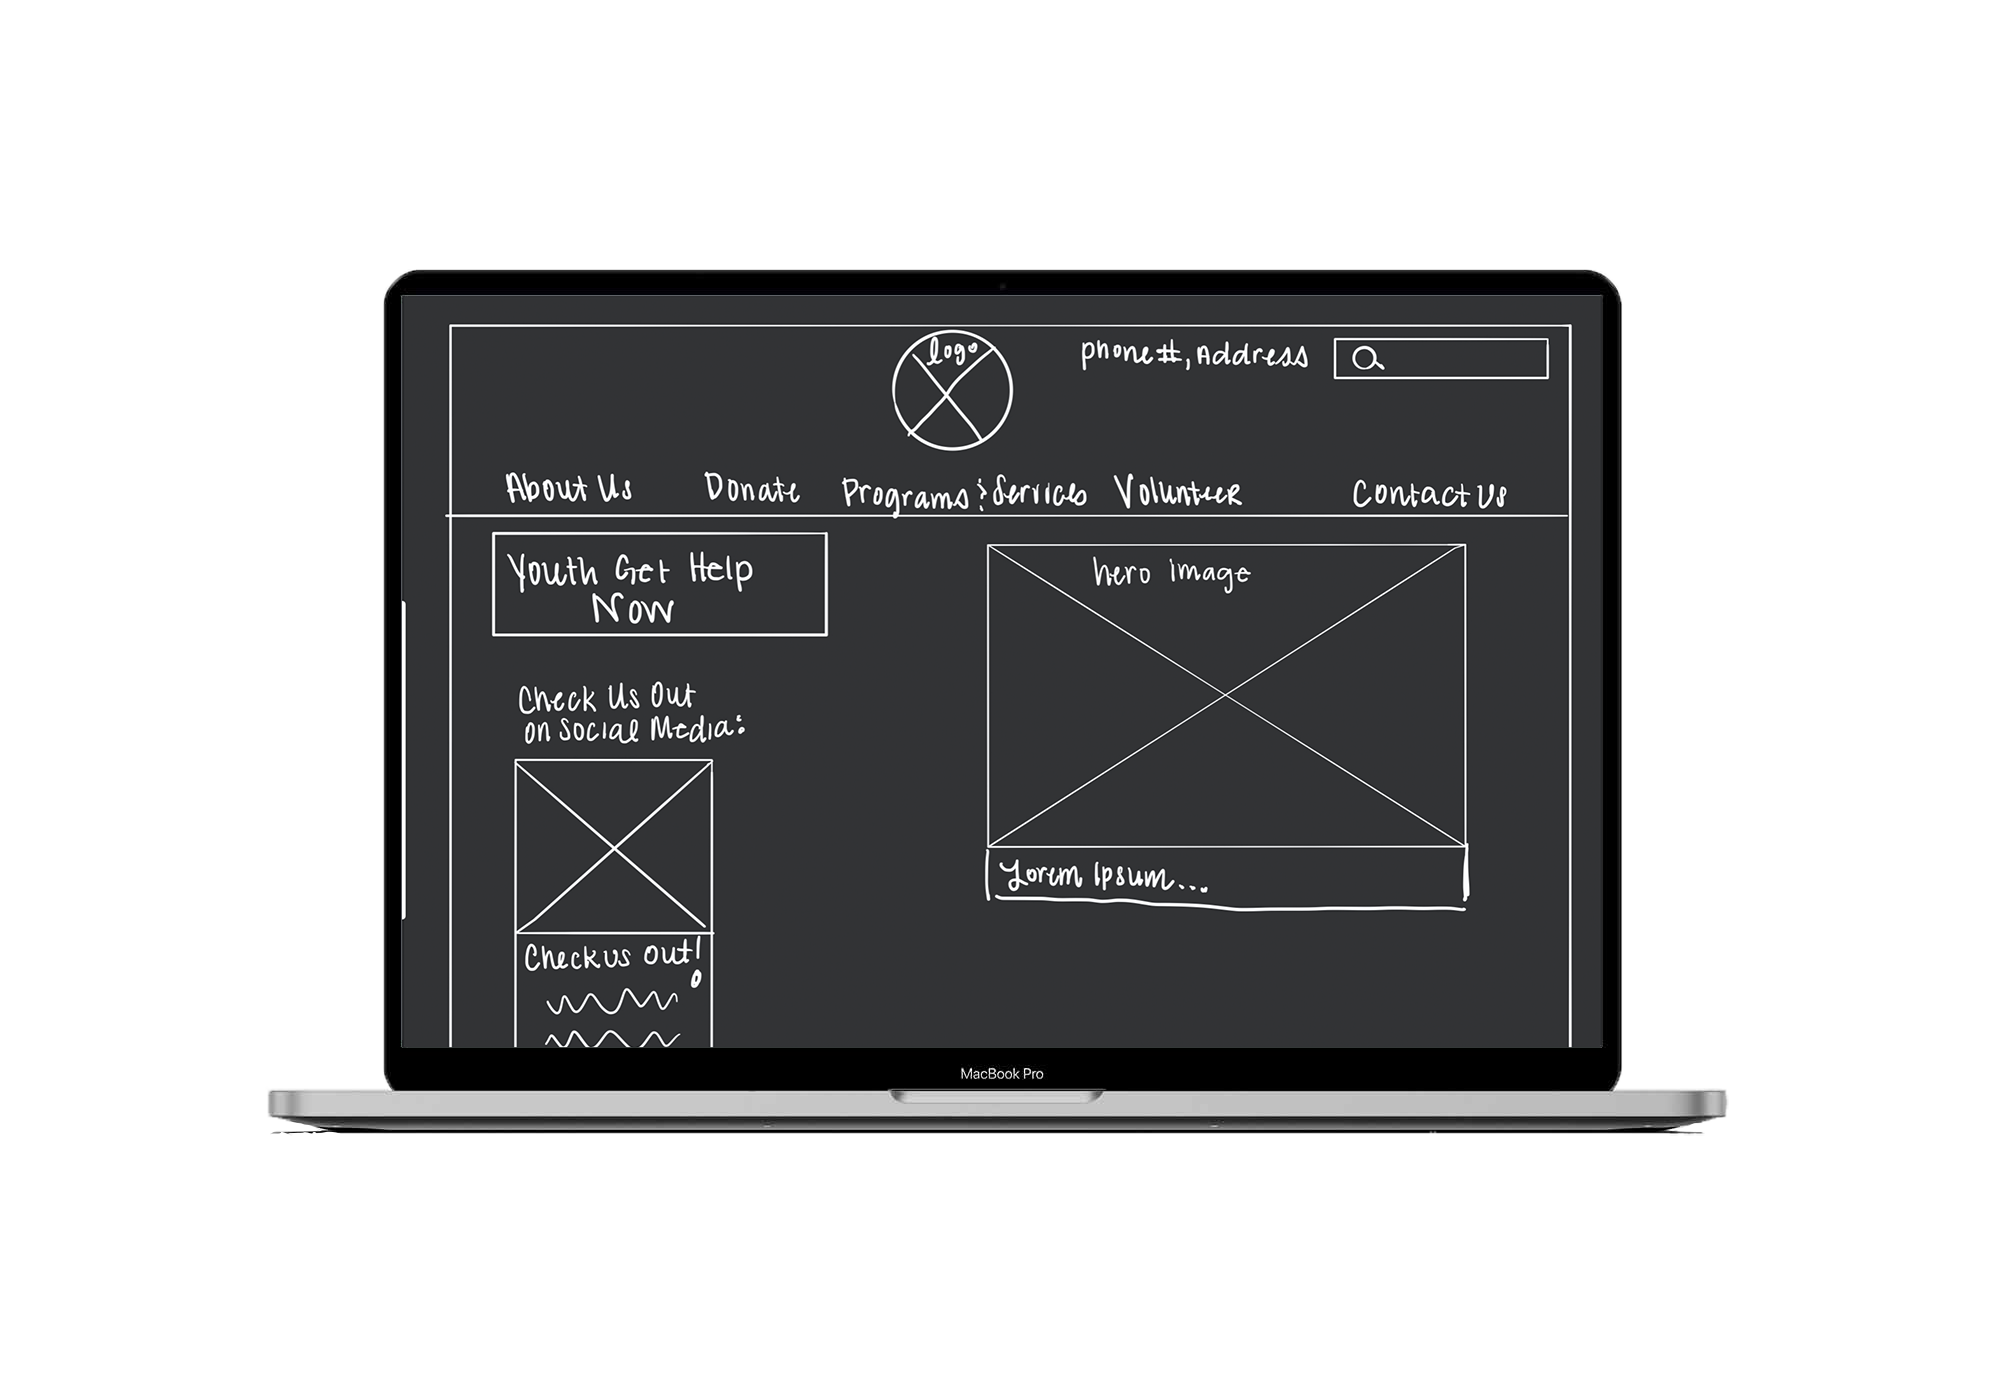 logo
phone#, Address
About Us
Donate
Programs & Services
Volunteer
Contact Us
Youth Get Help
Now
hero image
Check Us Out
on Social Media:
Lorem Ipsum...
Check us out!
MacBook Pro